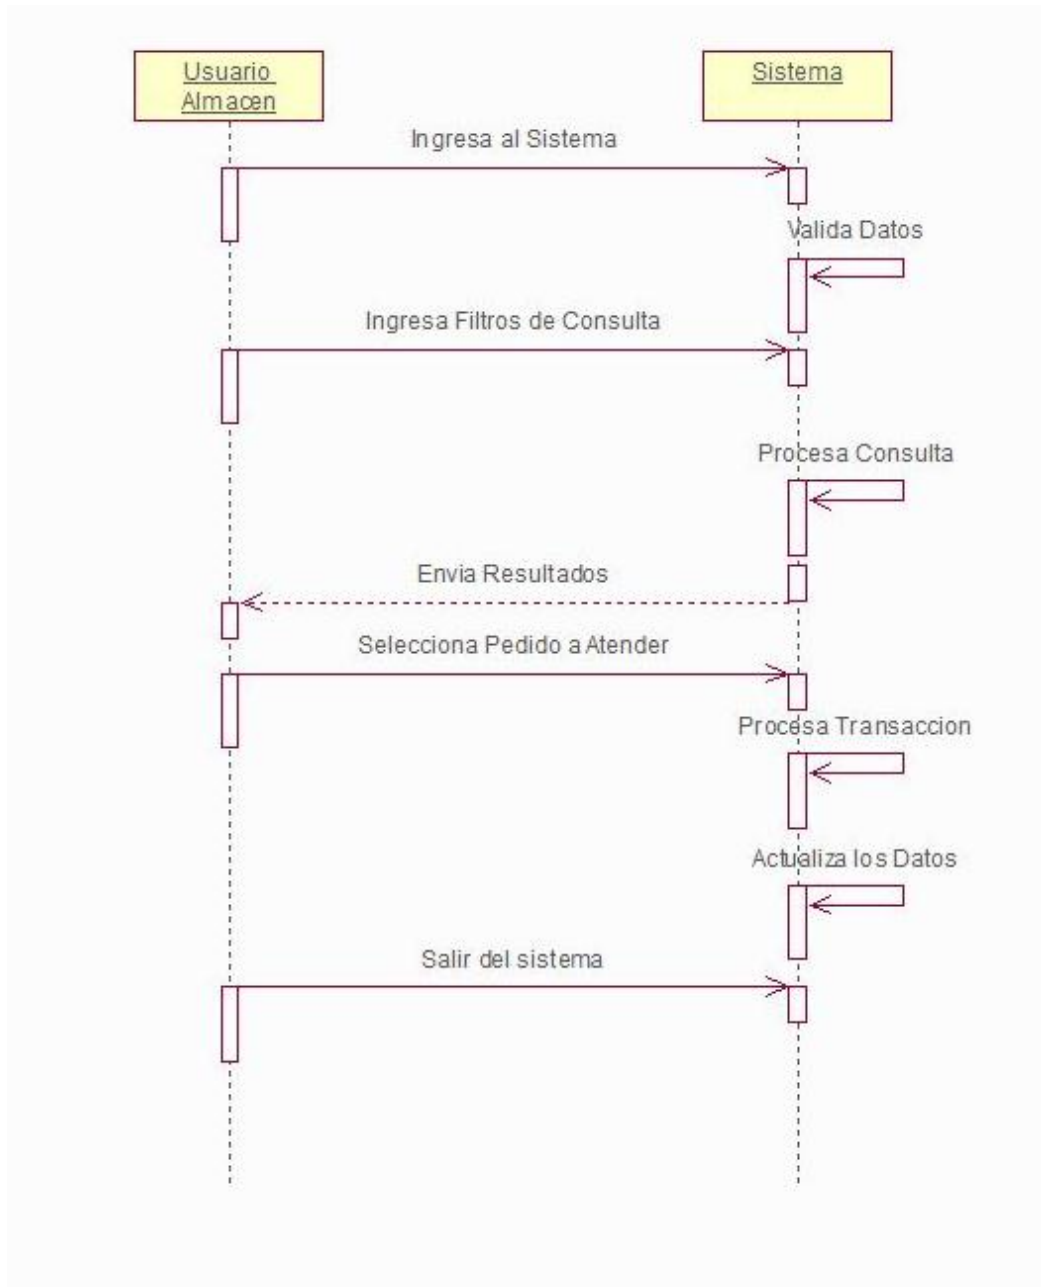 Usuario
Almacen
Sistema
Ingresa al Sistema
Valida Datos
Ingresa Filtros de Consulta
Procesa Consulta
Envia Resultados
Selecciona Pedido a Atender
Procesa Transaccion
Actualiza los Datos
Salir del sistema